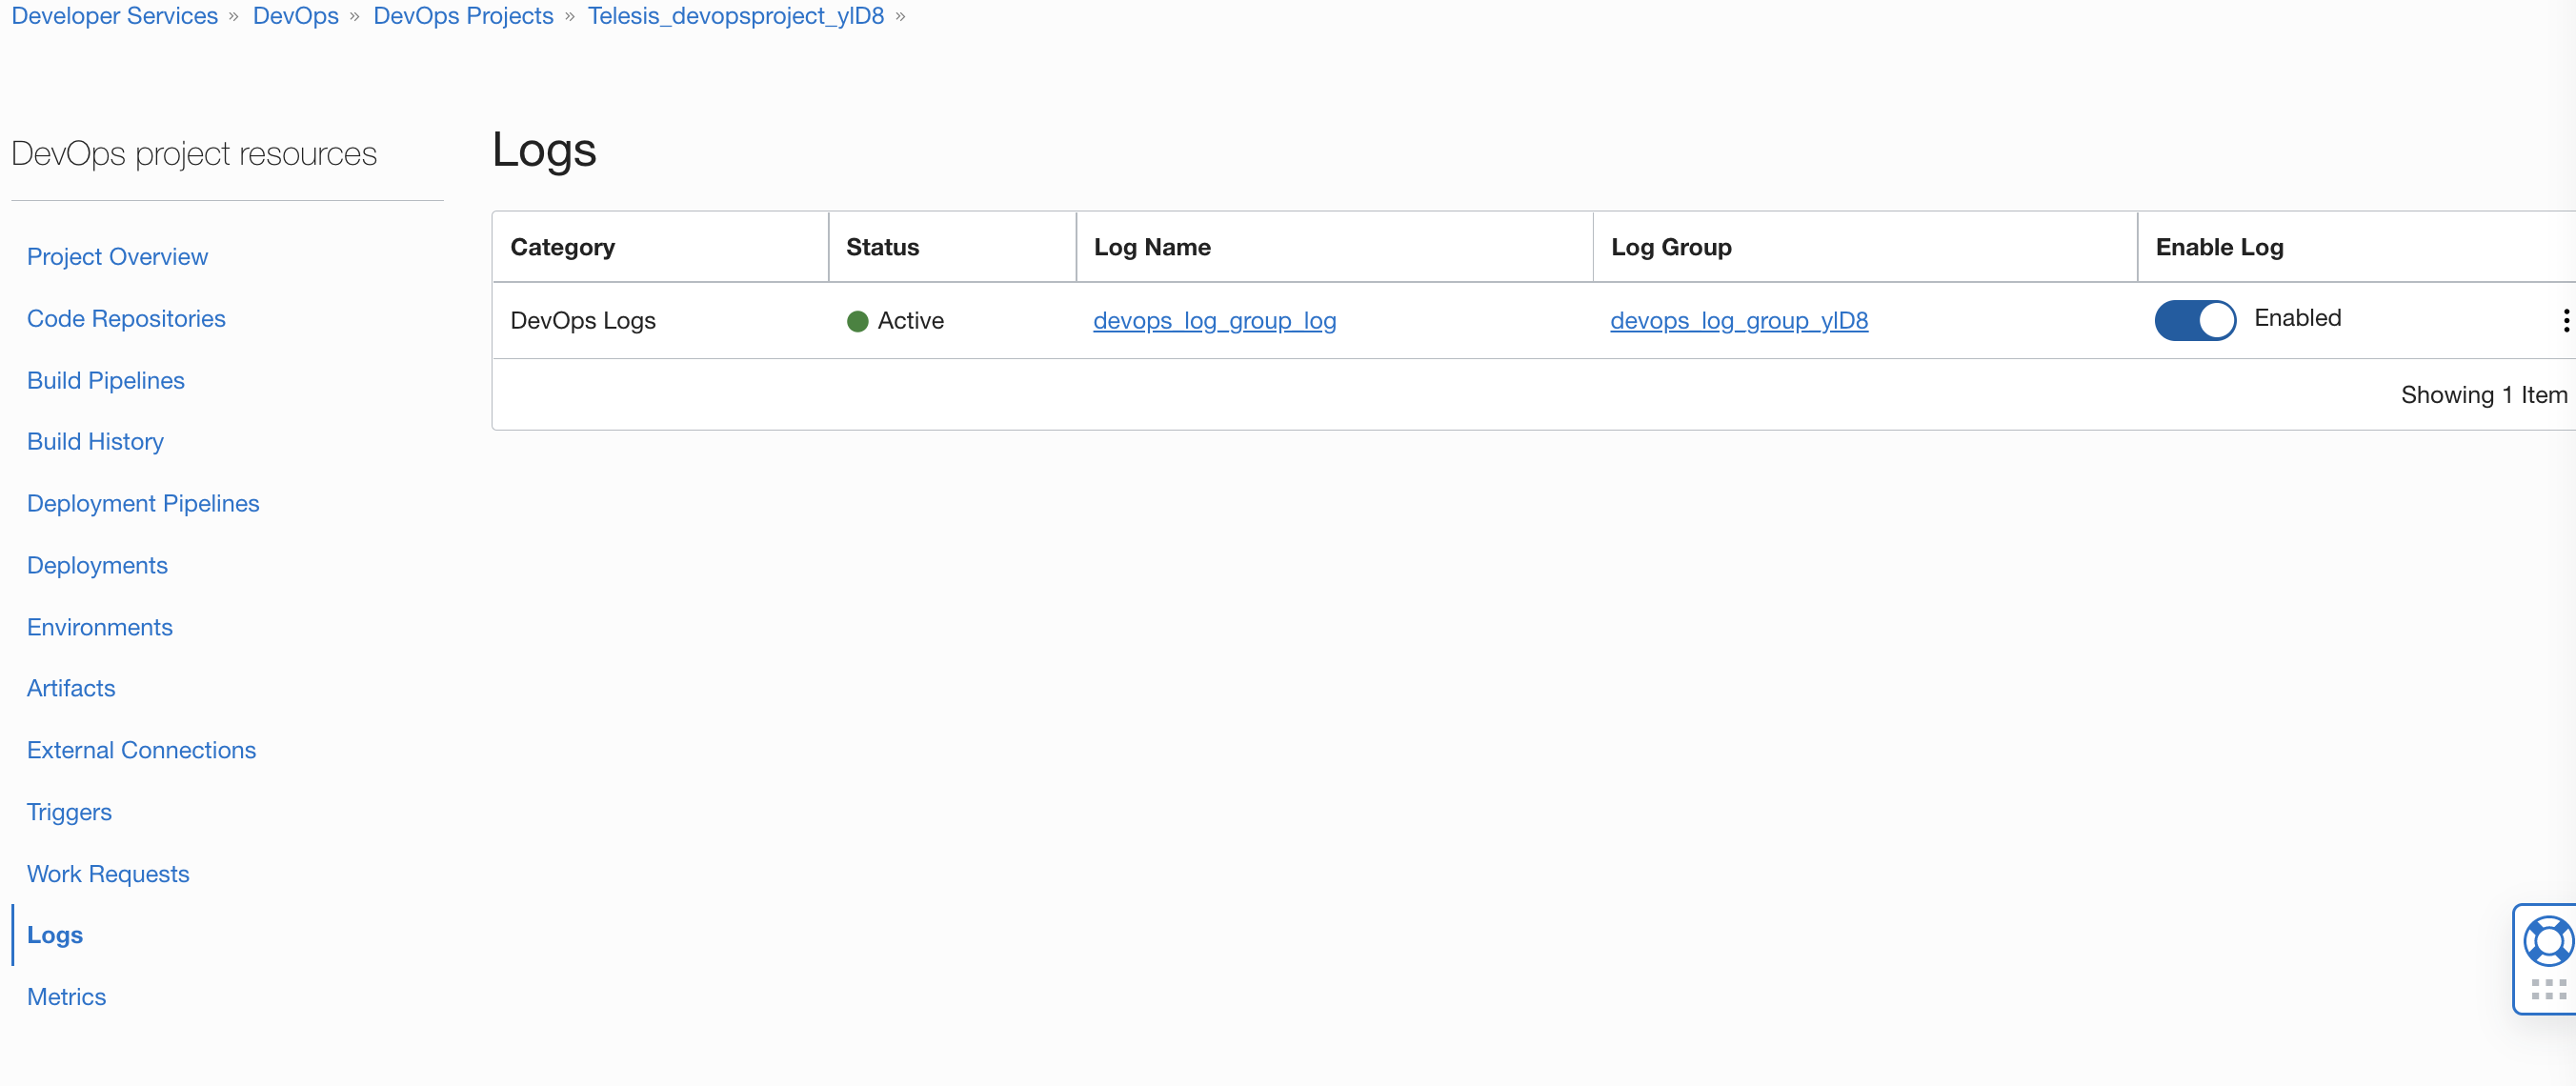 Developer Services » DevOps » DevOps Projects » Telesis_devopsproject_ylD8 »
DevOps project resources
Project Overview
Code Repositories
Build Pipelines
Build History
Deployment Pipelines
Deployments
Environments
Artifacts
External Connections
Triggers
Work Requests
Logs
Metrics
Logs
Category Status Log Name Log Group Enable Log
DevOps Logs Active devops_log_group_log devops_log_group_ylD8 Enabled
Showing 1 Item